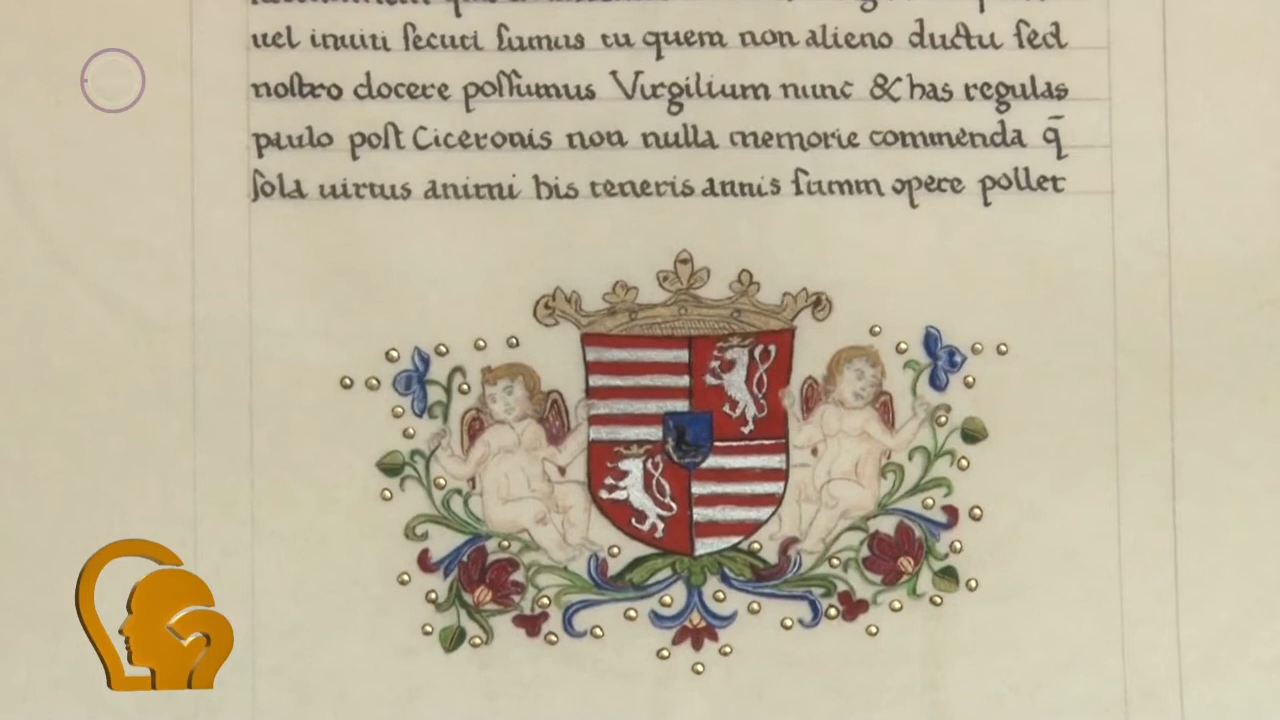 uel inuiti secuti sumus tu quem non alieno ductu sed
nostro docere possumus Virgilium nunc & has regulas
paulo post Ciceronis non nulla memorie commenda q̄
sola uirtus animi his teneris annis summ opere pollet